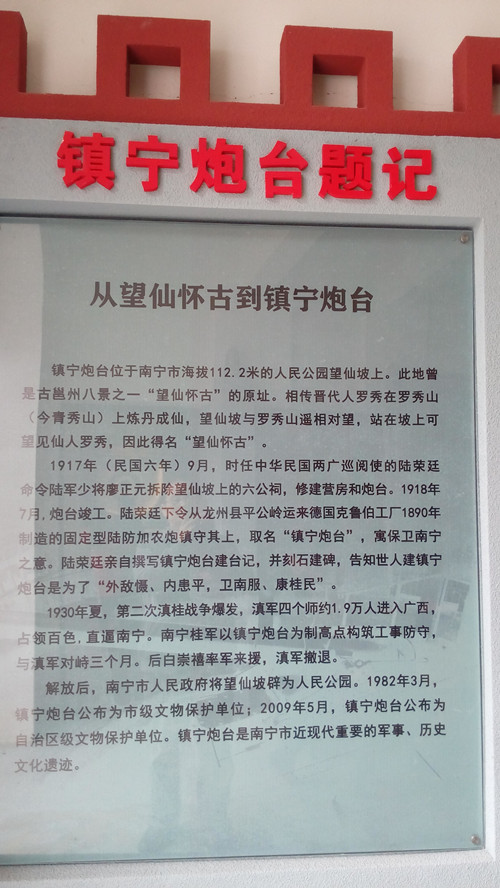 镇宁炮台题记
从望仙怀古到镇宁炮台
镇宁炮台位于南宁市海拔112.2米的人民公园望仙坡上。此地曾
是古邕州八景之一“望仙怀古”的原址。相传晋代人罗秀在罗秀山
（今青秀山）上炼丹成仙，望仙坡与罗秀山遥相对望，站在坡上可
望见仙人罗秀，因此得名“望仙怀古”。
1917年（民国六年）9月，时任中华民国两广巡阅使的陆荣廷
命令陆军少将廖正元拆除望仙坡上的六公祠，修建营房和炮台。1918年
7月，炮台竣工。陆荣廷下令从龙州县平公岭运来德国克鲁伯工厂1890年
制造的固定型陆防加农炮镇守其上，取名“镇宁炮台”，寓保卫南宁
之意。陆荣廷亲自撰写镇宁炮台建台记，并刻石建碑，告知世人建镇宁
炮台是为了“外敌慑、内患平，卫南服、康桂民”。
1930年夏，第二次滇桂战争爆发，滇军四个师约1.9万人进入广西，
占领百色，直逼南宁。南宁桂军以镇宁炮台为制高点构筑工事防守，
与滇军对峙三个月。后白崇禧率军来援，滇军撤退。
解放后，南宁市人民政府将望仙坡辟为人民公园。1982年3月，
镇宁炮台公布为市级文物保护单位；2009年5月，镇宁炮台公布为
自治区级文物保护单位。镇宁炮台是南宁市近现代重要的军事、历史
文化遗迹。